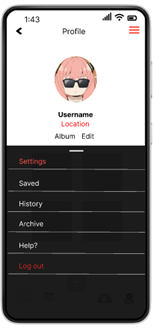 1:43
Profile
Username
Location
Album Edit
Settings
Saved
History
Archive
Help?
Log out